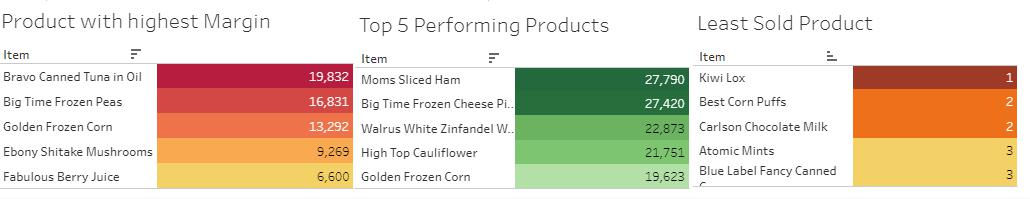 Product with highest Margin
Item
Bravo Canned Tuna in Oil 19,832
Big Time Frozen Peas 16,831
Golden Frozen Corn 13,292
Ebony Shitake Mushrooms 9,269
Fabulous Berry Juice 6,600
Top 5 Performing Products
Item
Moms Sliced Ham 27,790
Big Time Frozen Cheese Pi.. 27,420
Walrus White Zinfandel W.. 22,873
High Top Cauliflower 21,751
Golden Frozen Corn 19,623
Least Sold Product
Item
Kiwi Lox 1
Best Corn Puffs 2
Carlson Chocolate Milk 2
Atomic Mints 3
Blue Label Fancy Canned 3